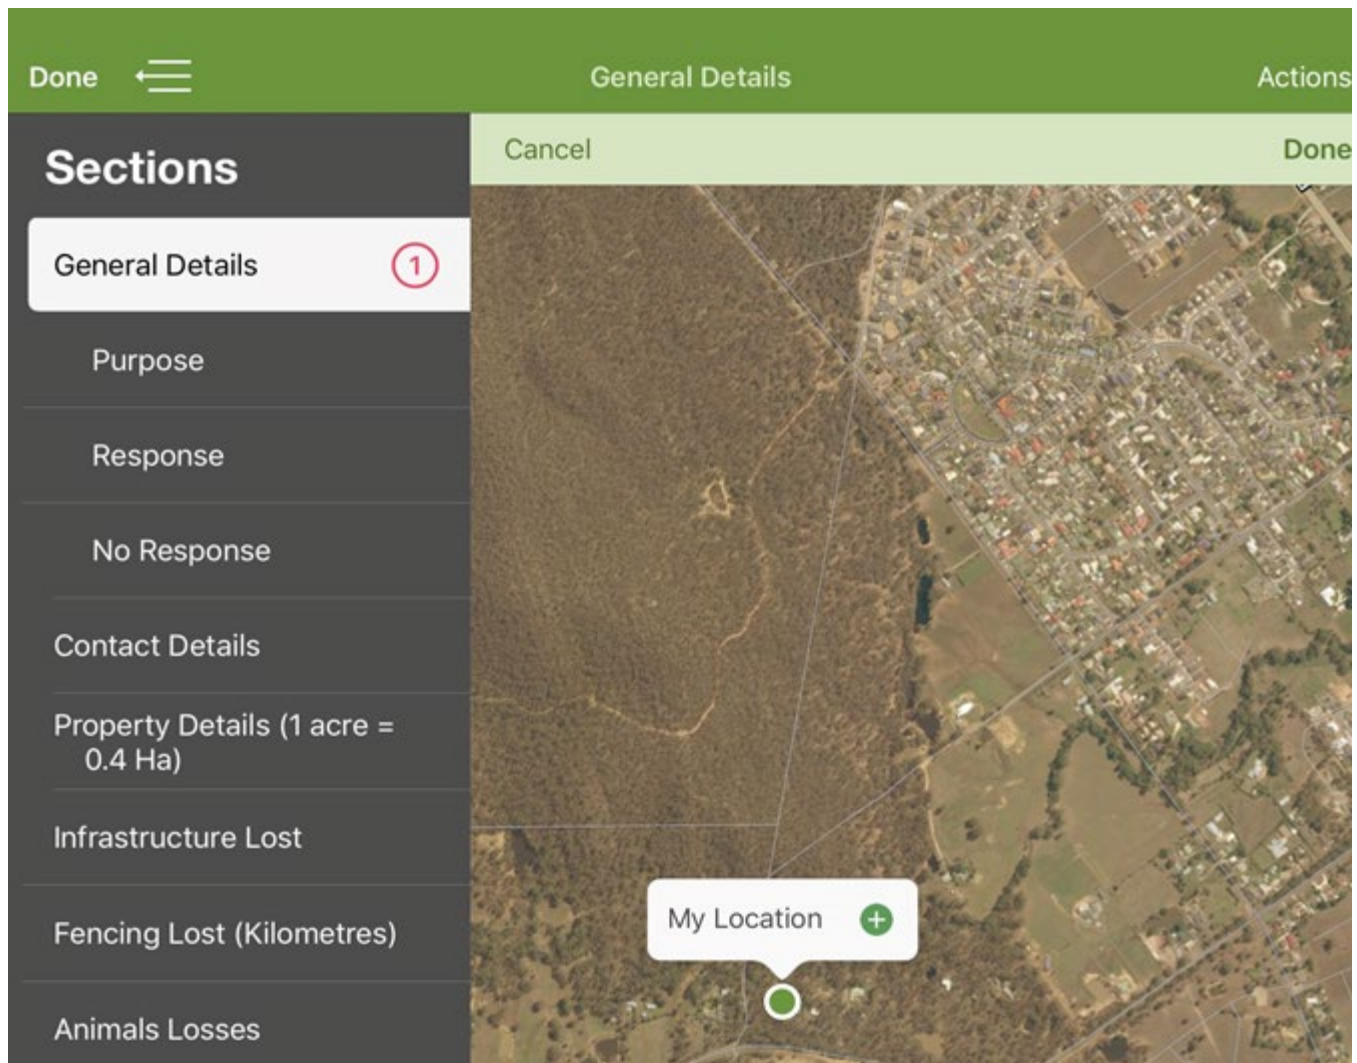 Done
General Details
Actions
Sections
Cancel
Done
General Details
1
Purpose
Response
No Response
Contact Details
Property Details (1 acre =
0.4 Ha)
Infrastructure Lost
Fencing Lost (Kilometres)
Animals Losses
My Location